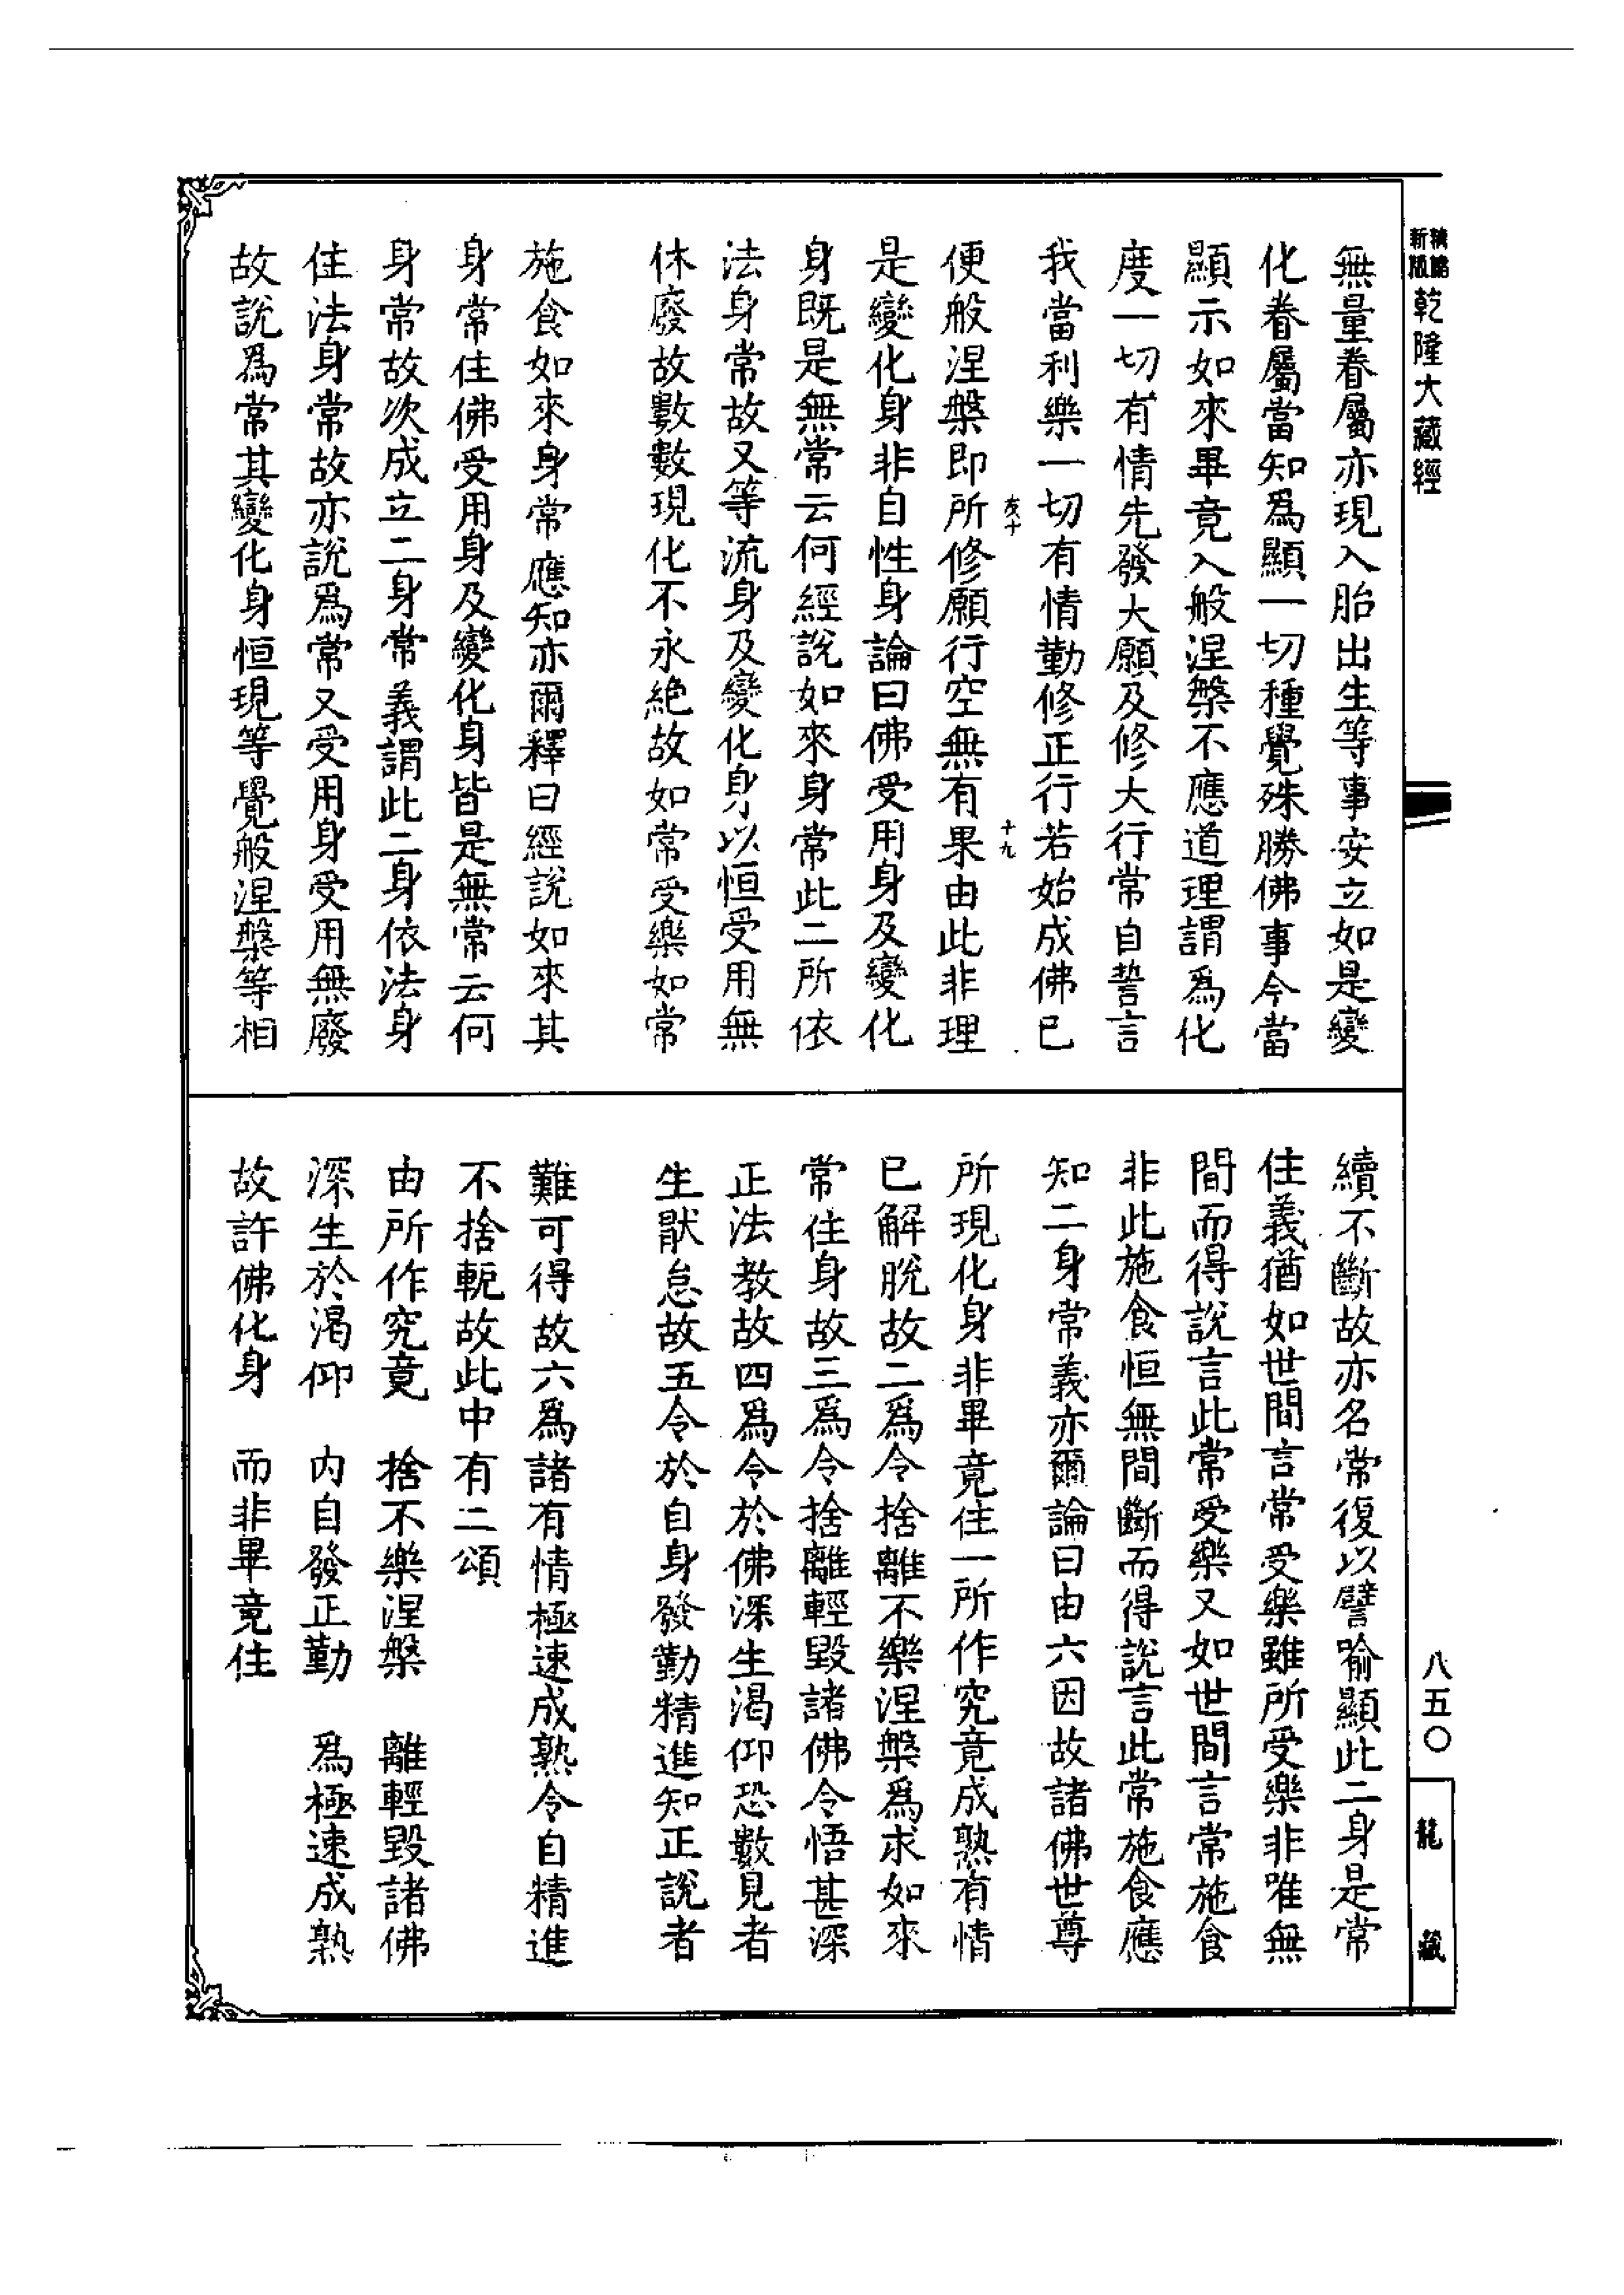 新版
精縮
乾隆大藏經
無量眷屬亦現入胎出生等事安立如是變
化眷屬當知爲顯一切種覺殊勝佛事今當
顯示如來畢竟入般涅槃不應道理謂爲化
度一切有情先發大願及修大行常自誓言
我當利樂一切有情勤修正行若始成佛已
十九
便般涅槃即所修願行空無有果由此非理
是變化身非自性身論曰佛受用身及變化
身既是無常云何經說如來身常此二所依
法身常故又等流身及變化身以恒受用無
休廢故數數現化不永絶故如常受樂如常
施食如來身常應知亦爾釋曰經說如來其
身常住佛受用身及變化身皆是無常云何
身常故次成立二身常義謂此二身依法身
住法身常故亦說爲常又受用身受用無廢
故說爲常其變化身恒現等覺般涅槃等相
續不斷故亦名常復以譬喻顯此二身是常
住義猶如世間言常受樂雖所受樂非唯無
間而得說言此常受樂又如世間言常施食
非此施食恒無間斷而得說言此常施食應
知二身常義亦爾論曰由六因故諸佛世尊
所現化身非畢竟住一所作究竟成熟有情
已解脫故二爲令捨離不樂涅槃爲求如來
常住身故三爲令捨離輕毀諸佛令悟甚深
正法教故四爲令於佛深生渴仰恐數見者
生猒怠故五令於自身發勤精進知正說者
難可得故六爲諸有情極速成熟令自精進
不捨軛故此中有二頌
由所作究竟　捨不樂涅槃　離輕毀諸佛
深生於渴仰　內自發正勤　爲極速成熟
故許佛化身　而非畢竟住
八五〇
龍藏